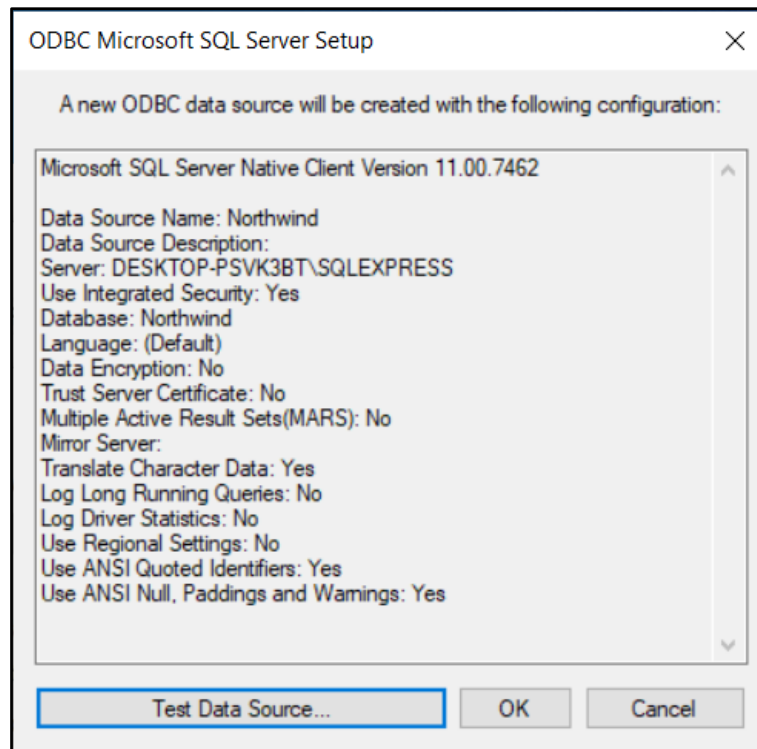 ODBC Microsoft SQL Server Setup
A new ODBC data source will be created with the following configuration:
Microsoft SQL Server Native Client Version 11.00.7462
Data Source Name: Northwind
Data Source Description:
Server: DESKTOP-PSVK3BT\SQLEXPRESS
Use Integrated Security: Yes
Database: Northwind
Language: (Default)
Data Encryption: No
Trust Server Certificate: No
Multiple Active Result Sets(MARS): No
Mirror Server:
Translate Character Data: Yes
Log Long Running Queries: No
Log Driver Statistics: No
Use Regional Settings: No
Use ANSI Quoted Identifiers: Yes
Use ANSI Null, Paddings and Warnings: Yes
Test Data Source... OK Cancel